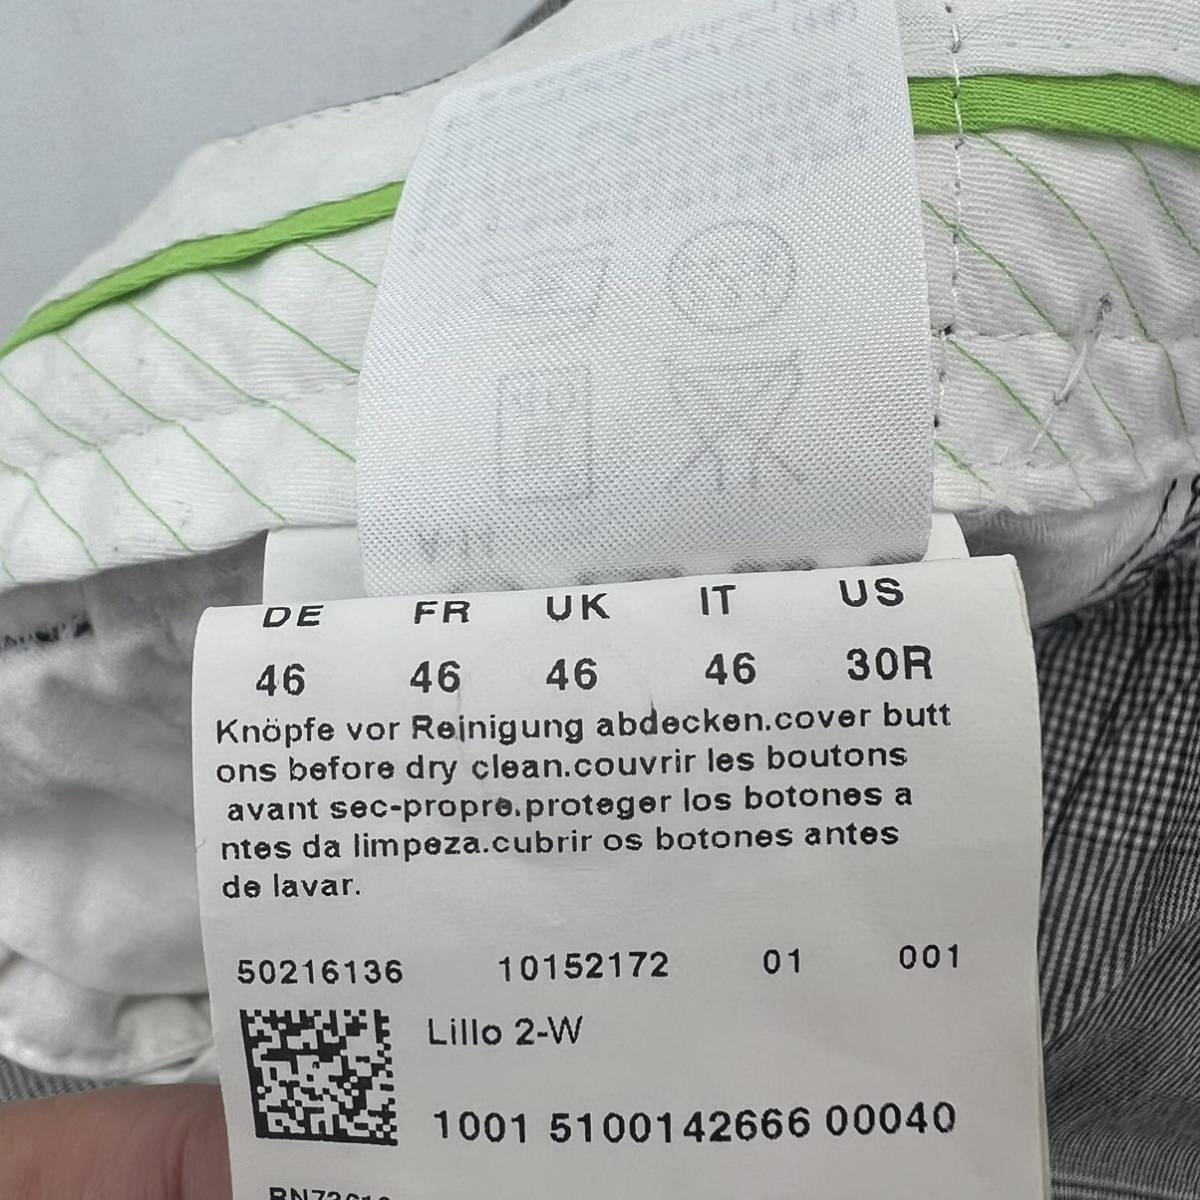 DE FR UK IT US
46 46 46 46 30R
Knöpfe vor Reinigung abdecken.cover butt
ons before dry clean.couvrir les boutons
avant sec-propre.proteger los botones a
ntes da limpeza.cubrir os botones antes
de lavar.
50216136 10152172 01 001
Lillo 2-W
1001 5100142666 00040